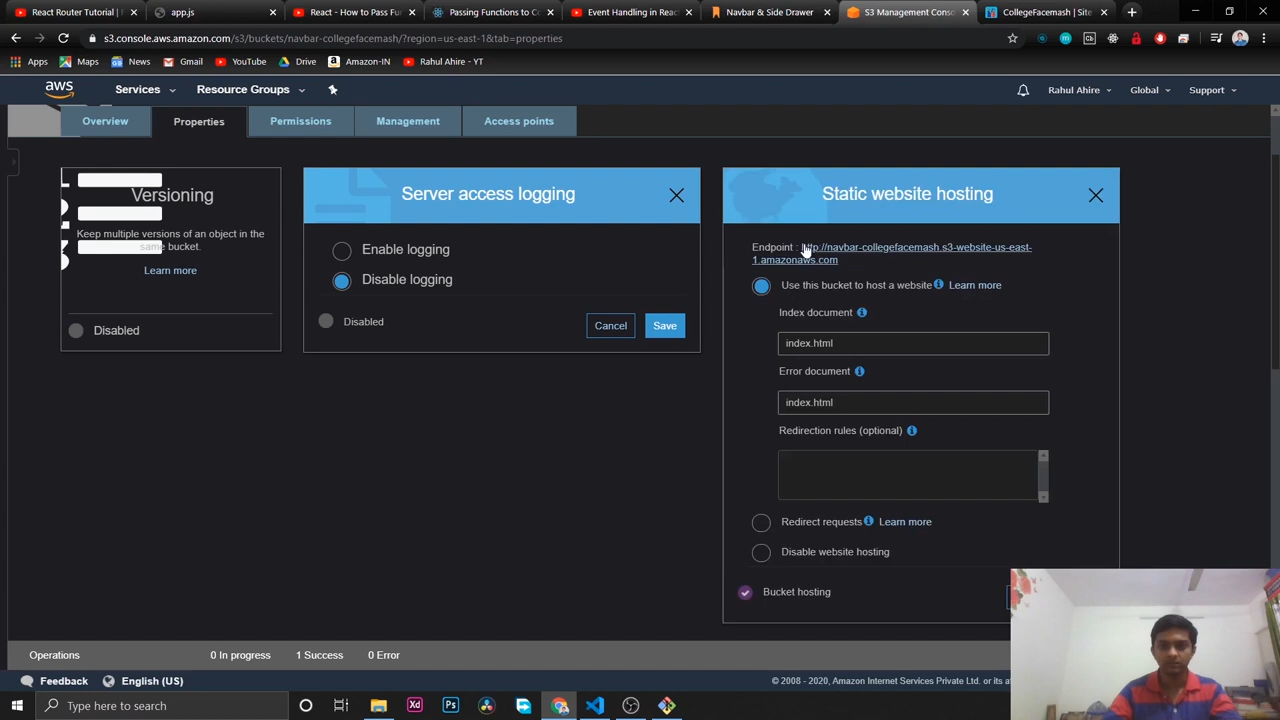 React Router Tutorial |
app.js
React - How to Pass Fu
Passing Functions to C
Event Handling in Reac
Navbar & Side Drawer
S3 Management Conso
CollegeFacemash | Site
s3.console.aws.amazon.com/s3/buckets/navbar-collegefacemash/?region=us-east-1&tab=properties
Apps
Maps
News
Gmail
YouTube
Drive
Amazon-IN
Rahul Ahire - YT
aws
Services
Resource Groups
Rahul Ahire
Global
Support
Overview
Properties
Permissions
Management
Access points
Versioning
Keep multiple versions of an object in the
same bucket.
Learn more
Disabled
Server access logging
Enable logging
Disable logging
Disabled
Cancel
Save
Static website hosting
Endpoint : http://navbar-collegefacemash.s3-website-us-east-
1.amazonaws.com
Use this bucket to host a website
Learn more
Index document
index.html
Error document
index.html
Redirection rules (optional)
Redirect requests
Learn more
Disable website hosting
Bucket hosting
Operations
0 In progress
1 Success
0 Error
Feedback
English (US)
© 2008 - 2020, Amazon Internet Services Private Ltd. or
Type here to search
Xd
Ps